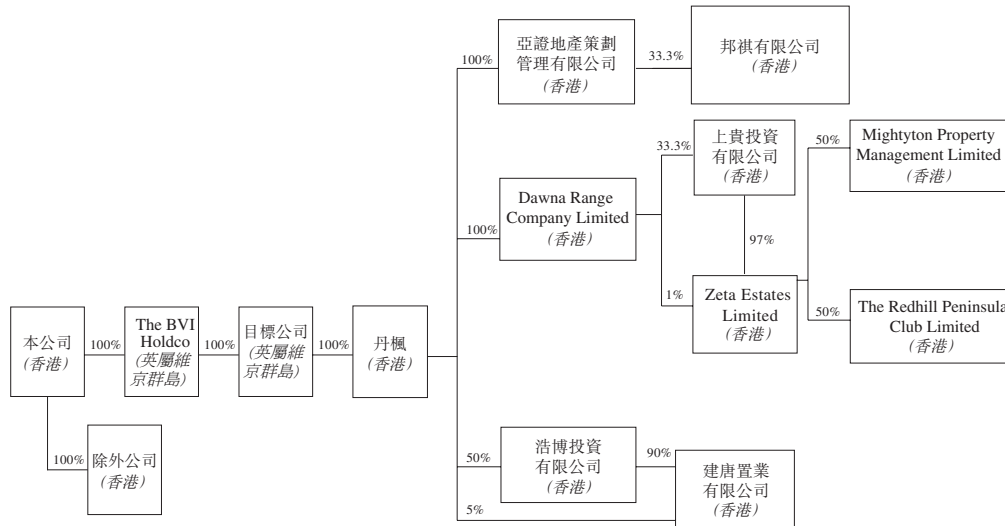 亞證地產策劃
管理有限公司
(香港)
100%
33.3%
邦祺有限公司
(香港)
上貴投資
有限公司
(香港)
33.3%
50%
Mightyton Property
Management Limited
(香港)
Dawna Range
Company Limited
(香港)
100%
97%
1%
Zeta Estates
Limited
(香港)
50%
The Redhill Peninsula
Club Limited
(香港)
本公司
(香港)
100%
The BVI
Holdco
(英屬維
京群島)
100%
目標公司
(英屬維
京群島)
100%
丹楓
(香港)
100%
除外公司
(香港)
50%
浩博投資
有限公司
(香港)
90%
建唐置業
有限公司
(香港)
5%